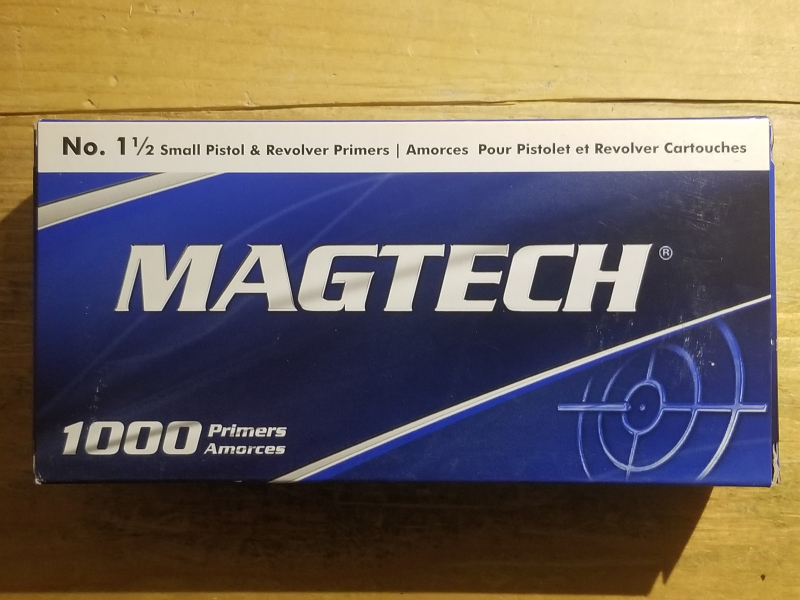 No. 1½ Small Pistol & Revolver Primers | Amorces Pour Pistolet et Revolver Cartouches
MAGTECH®
1000 Primers
Amorces